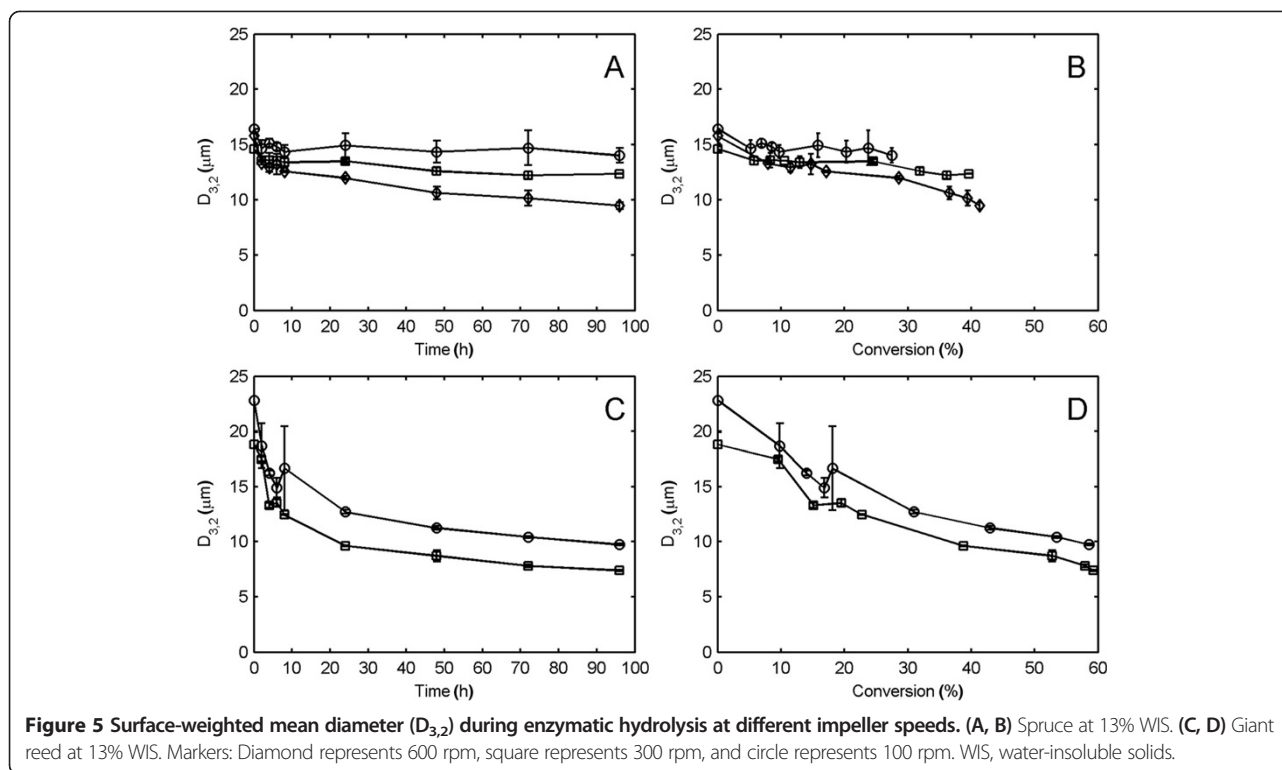 25
20
15
10
5
0
D3,2 (μm)
A
0 10 20 30 40 50 60 70 80 90 100
Time (h)
25
20
15
10
5
0
D3,2 (μm)
B
0 10 20 30 40 50 60
Conversion (%)
25
20
15
10
5
0
D3,2 (μm)
C
0 10 20 30 40 50 60 70 80 90 100
Time (h)
25
20
15
10
5
0
D3,2 (μm)
D
0 10 20 30 40 50 60
Conversion (%)
Figure 5 Surface-weighted mean diameter (D3,2) during enzymatic hydrolysis at different impeller speeds. (A, B) Spruce at 13% WIS. (C, D) Giant
reed at 13% WIS. Markers: Diamond represents 600 rpm, square represents 300 rpm, and circle represents 100 rpm. WIS, water-insoluble solids.